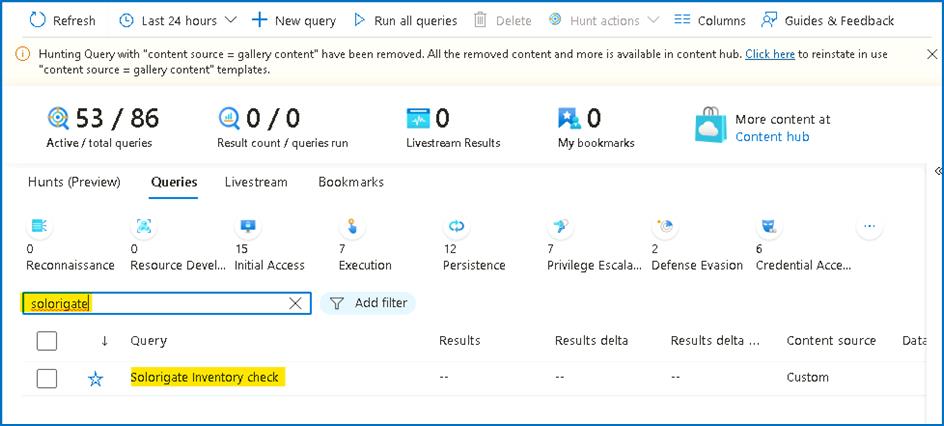 Refresh Last 24 hours New query Run all queries Delete Hunt actions Columns Guides & Feedback
Hunting Query with "content source = gallery content" have been removed. All the removed content and more is available in content hub. Click here to reinstate in use
"content source = gallery content" templates.
53 / 86 0 / 0 0 0
Active / total queries Result count / queries run Livestream Results My bookmarks
More content at
Content hub
Hunts (Preview) Queries Livestream Bookmarks
0 0 15 7 12 7 2 6
Reconnaissance Resource Devel... Initial Access Execution Persistence Privilege Escala... Defense Evasion Credential Acce...
solorigate Add filter
Query Results Results delta Results delta ... Content source Data
Solorigate Inventory check -- -- -- Custom